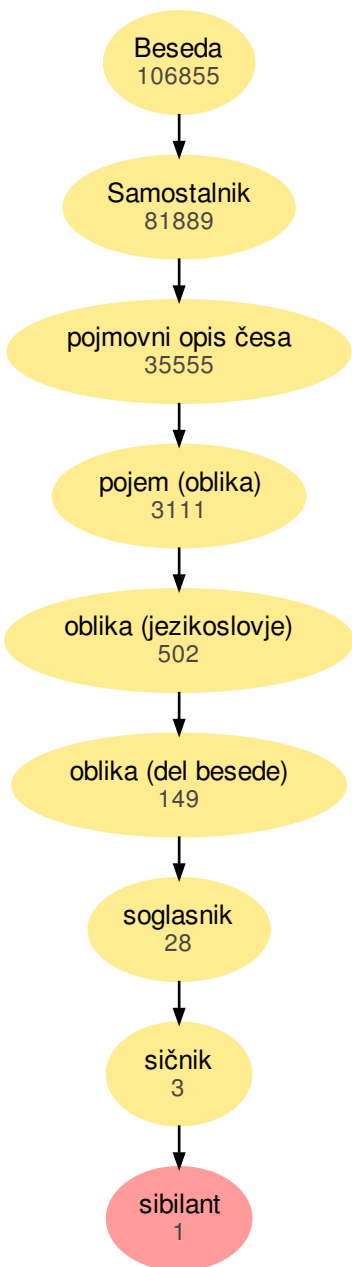 Beseda
106855
Samostalnik
81889
pojmovni opis česa
35555
pojem (oblika)
3111
oblika (jezikoslovje)
502
oblika (del besede)
149
soglasnik
28
sičnik
3
sibilant
1